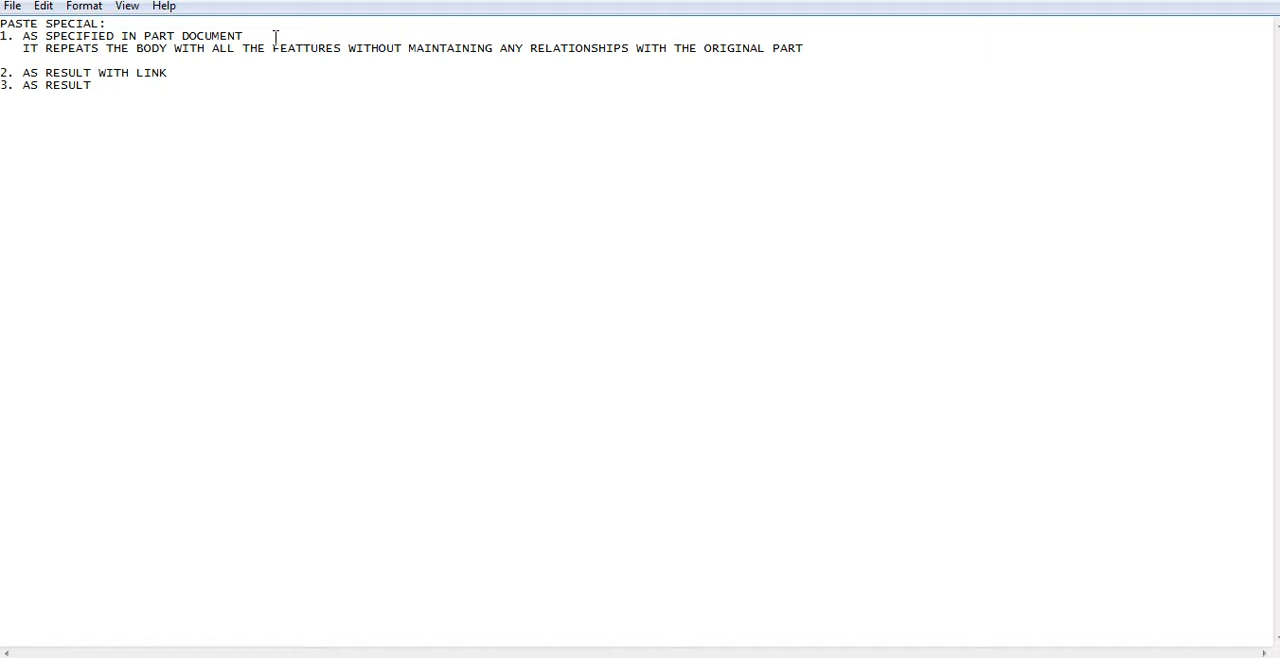 File Edit Format View Help
PASTE SPECIAL:
1. AS SPECIFIED IN PART DOCUMENT
IT REPEATS THE BODY WITH ALL THE FEATTURES WITHOUT MAINTAINING ANY RELATIONSHIPS WITH THE ORIGINAL PART
2. AS RESULT WITH LINK
3. AS RESULT